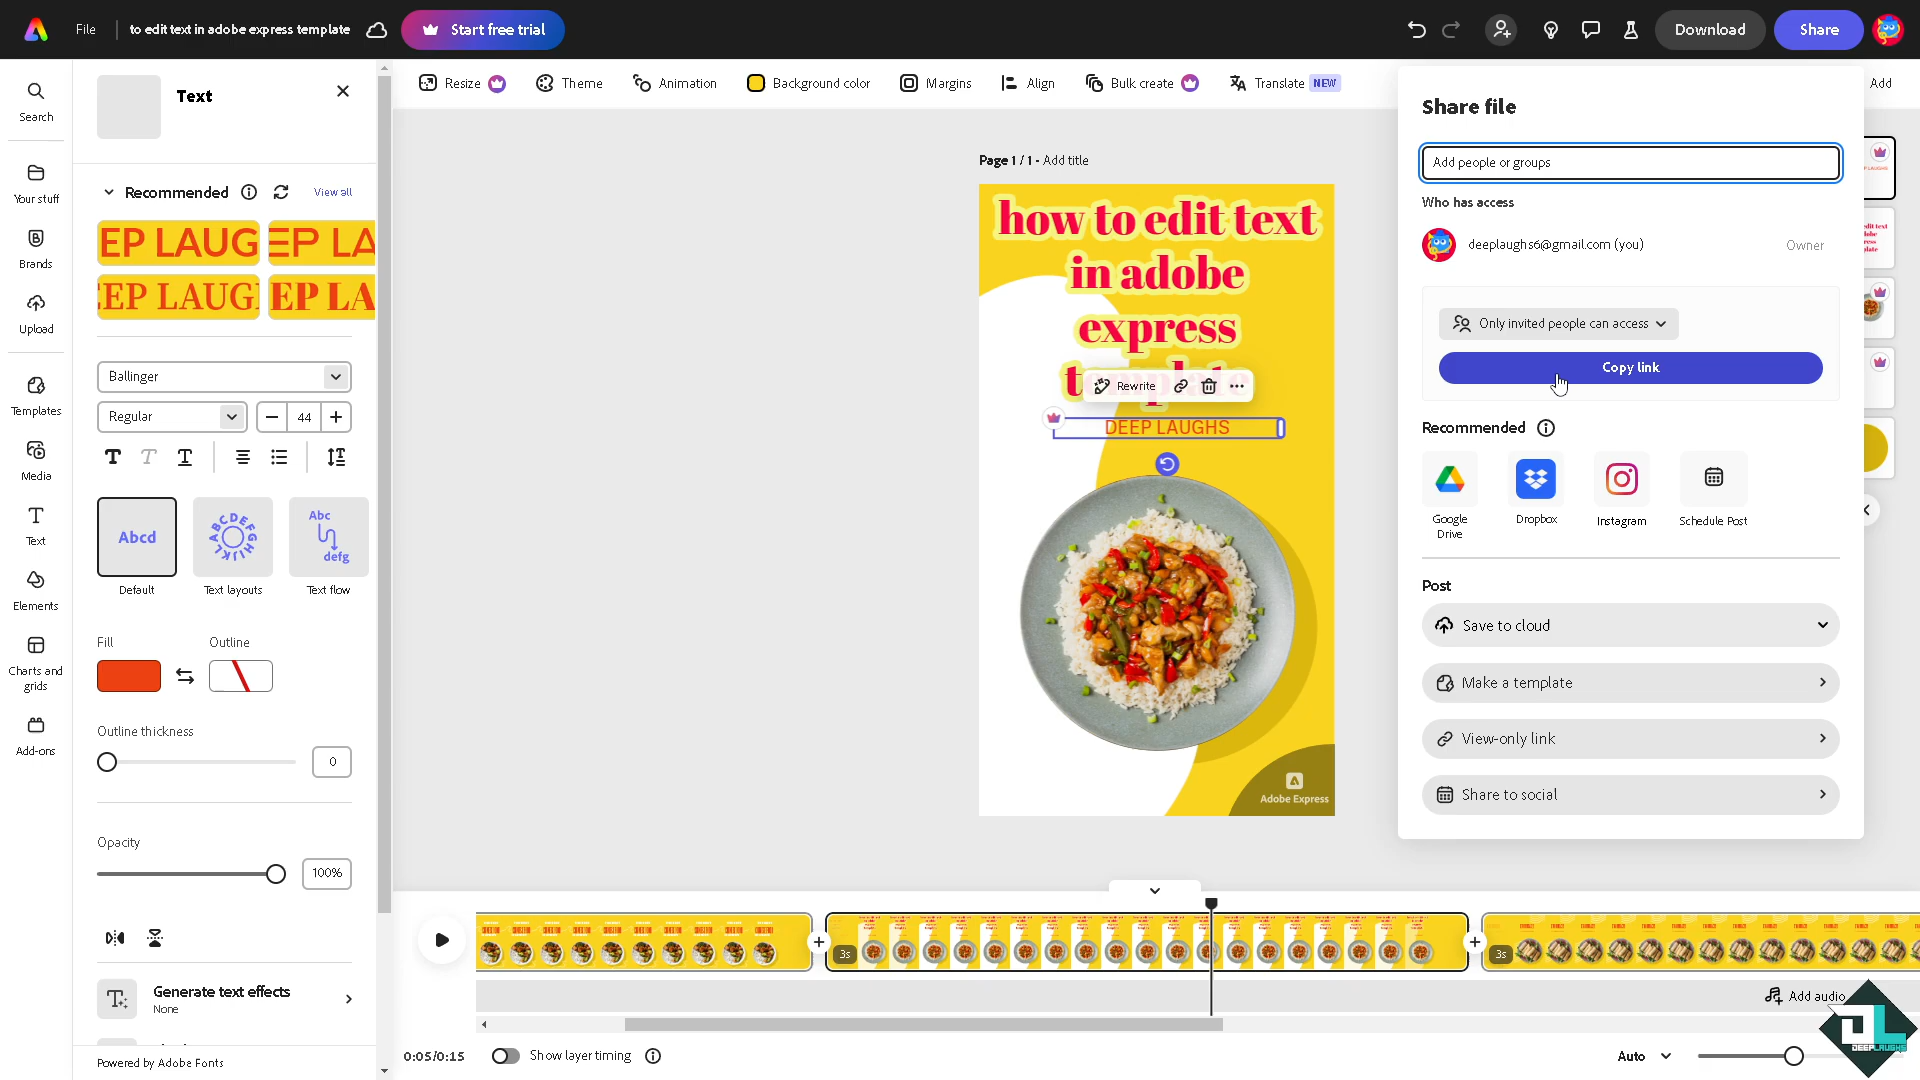 File
to edit text in adobe express template
Start free trial
Download
Share
Search
Your stuff
Brands
Upload
Templates
Media
Text
Elements
Charts and
grids
Add-ons
Text
Recommended
View all
EEP LAUG
EEP LA
EEP LAUG
EEP LA
Ballinger
Regular
44
Abcd
Default
ABCDEFGHIJKL
Text layouts
Abc
defg
Text flow
Fill
Outline
Outline thickness
0
Opacity
100%
Generate text effects
None
Powered by Adobe Fonts
Resize
Theme
Animation
Background color
Margins
Align
Bulk create
Translate
NEW
Add
Page 1 / 1 - Add title
how to edit text
in adobe
express
Rewrite
DEEP LAUGHS
Adobe Express
Share file
Add people or groups
Who has access
deeplaughs6@gmail.com (you)
Owner
Only invited people can access
Copy link
Recommended
Google
Drive
Dropbox
Instagram
Schedule Post
Post
Save to cloud
Make a template
View-only link
Share to social
3s
3s
Add audio
0:05/0:15
Show layer timing
Auto
DL
DEEPLAUGHS